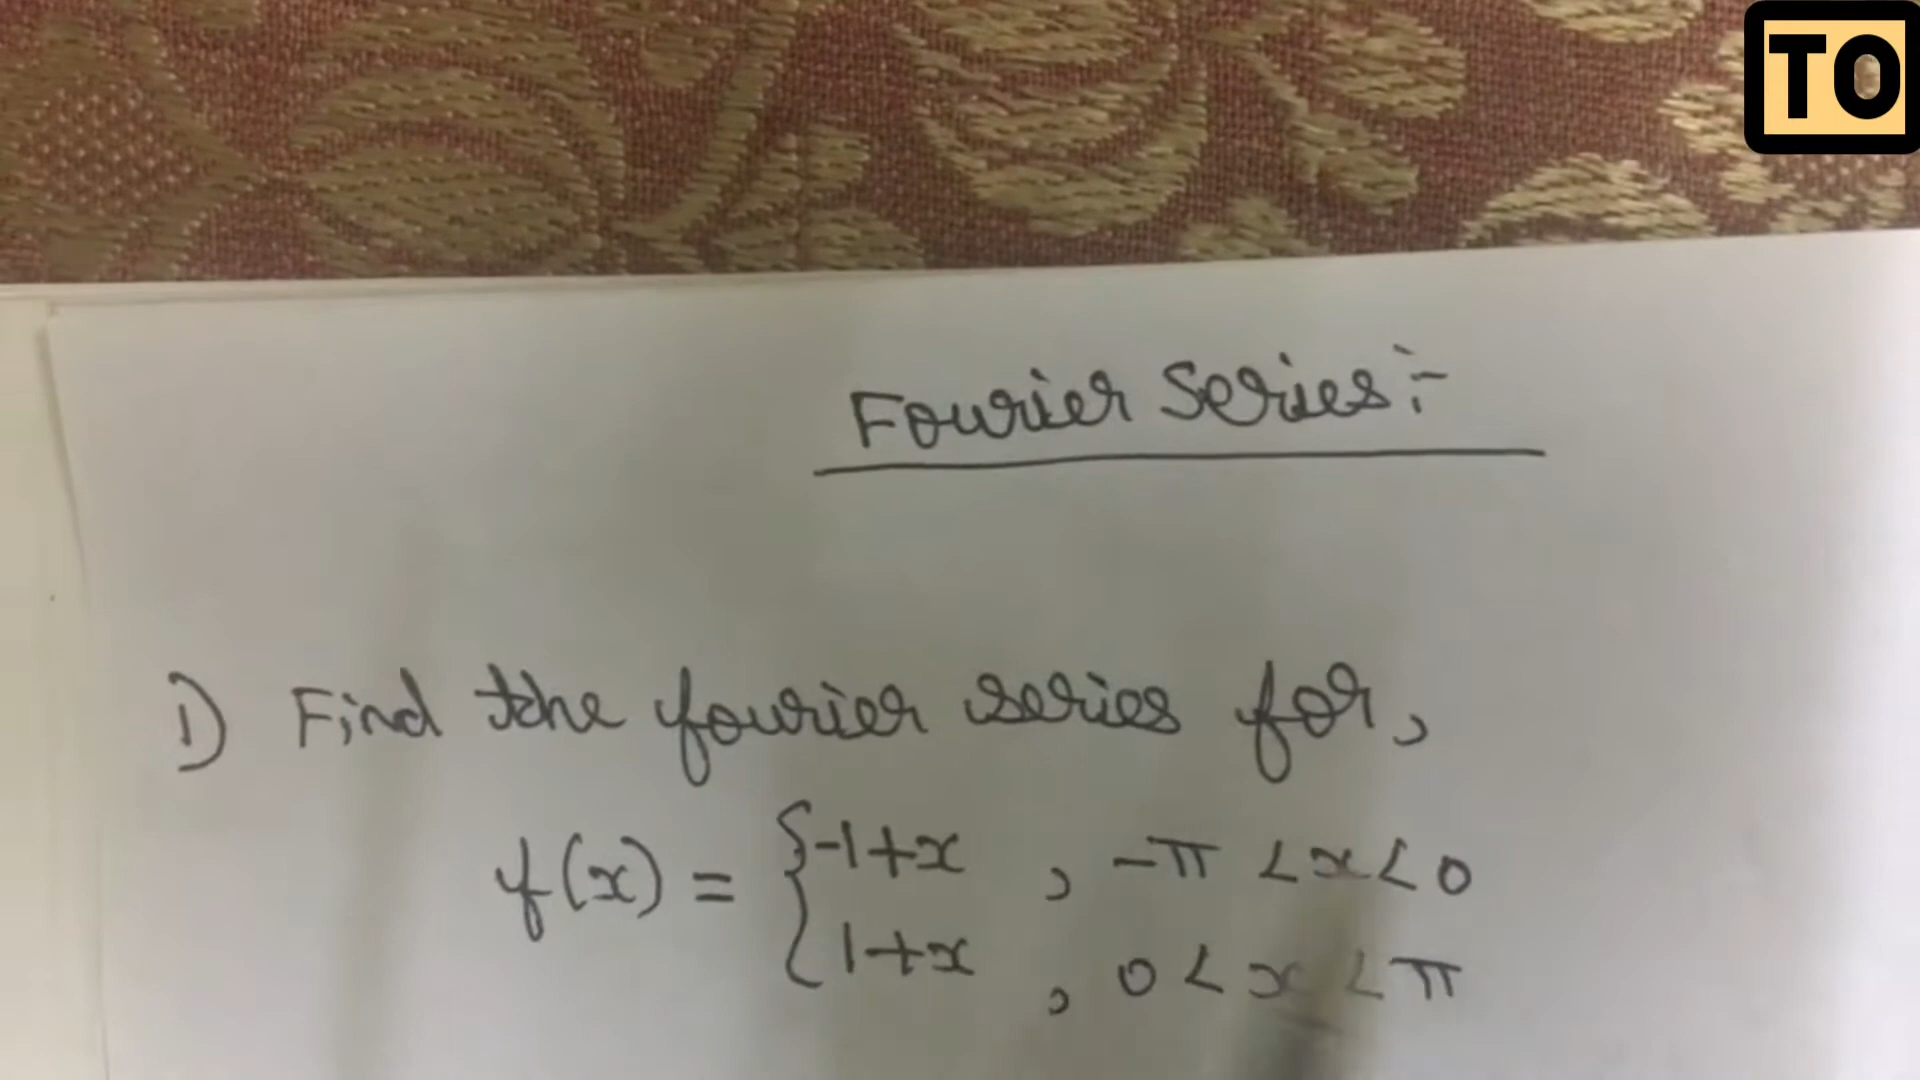 TO
Fourier Series:-
1) Find the fourier series for,
f(x) = { -1+x , -π < x < 0
1+x , 0 < x < π